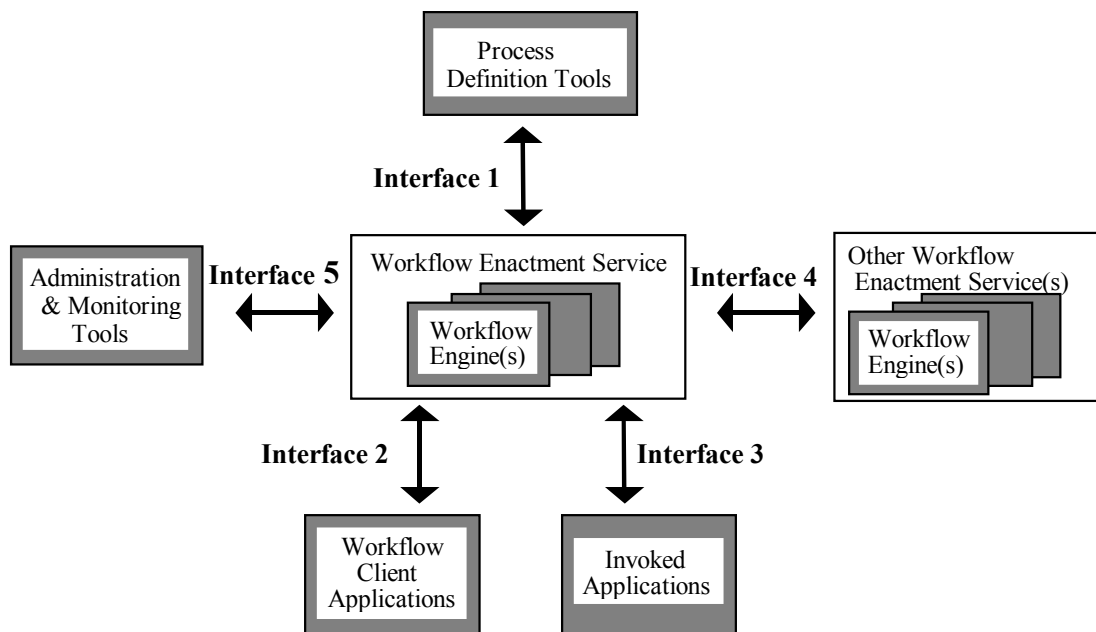 Process
Definition Tools
Interface 1
Administration
& Monitoring
Tools
Interface 5
Workflow Enactment Service
Workflow
Engine(s)
Interface 4
Other Workflow
Enactment Service(s)
Workflow
Engine(s)
Interface 2
Interface 3
Workflow
Client
Applications
Invoked
Applications